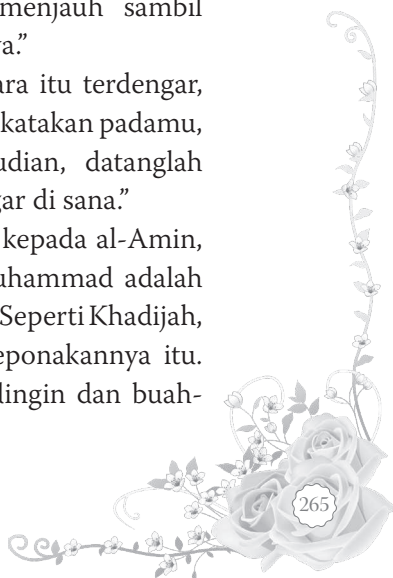 menjauh sambil
ya.”
ara itu terdengar,
katakan padamu,
udian, datanglah
gar di sana.”
kepada al-Amin,
uhammad adalah
Seperti Khadijah,
eponakannya itu.
dingin dan buah-
265